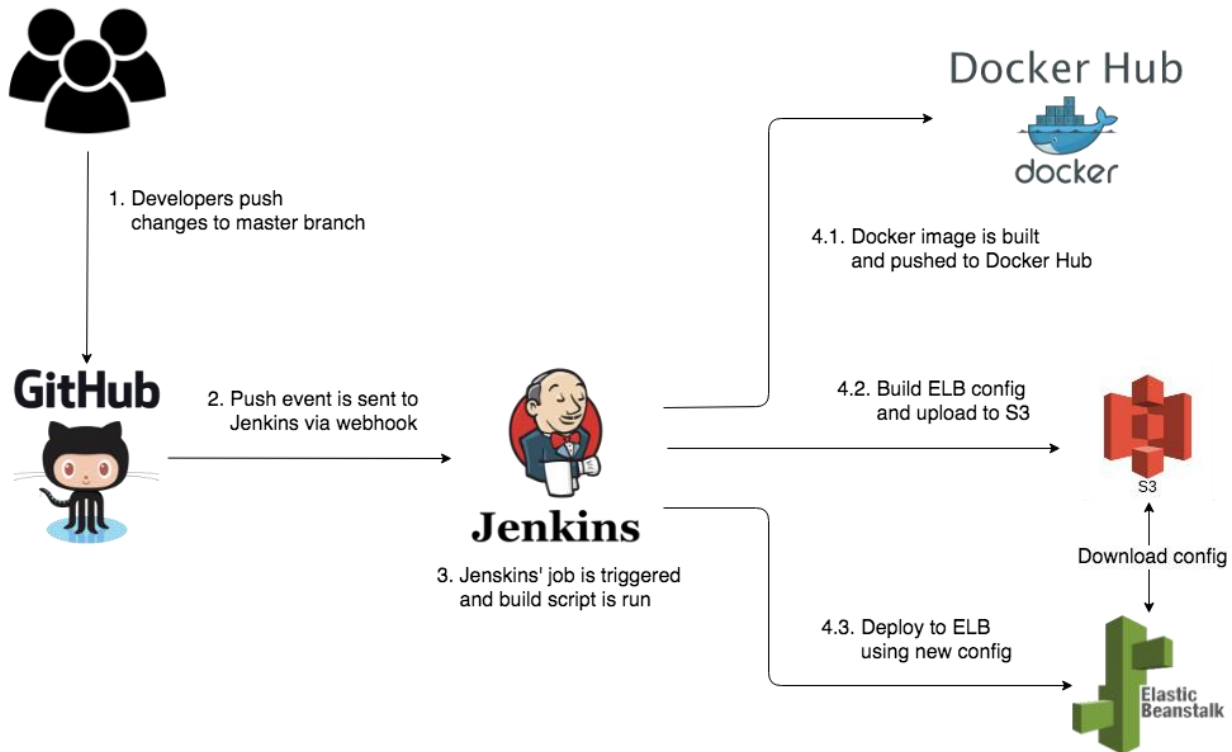 Docker Hub
docker
1. Developers push
changes to master branch
4.1. Docker image is built
and pushed to Docker Hub
GitHub
2. Push event is sent to
Jenkins via webhook
Jenkins
3. Jenskins' job is triggered
and build script is run
4.2. Build ELB config
and upload to S3
S3
Download config
4.3. Deploy to ELB
using new config
Elastic
Beanstalk